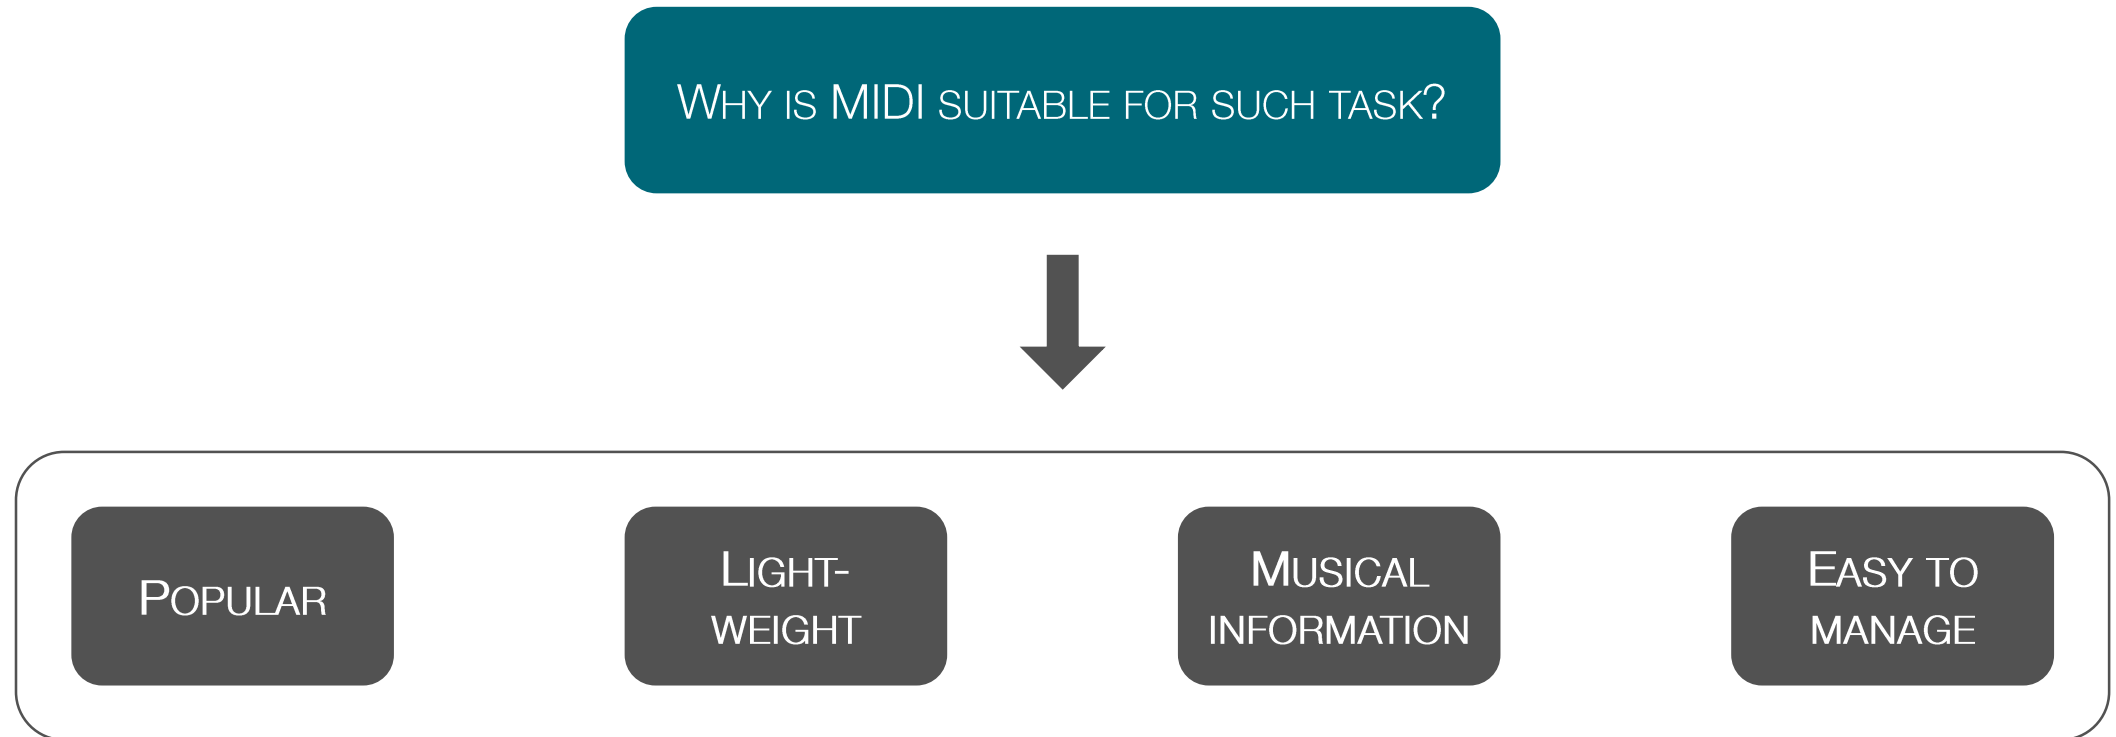 Why is MIDI suitable for such task?
Popular
Light-
weight
Musical
information
Easy to
manage